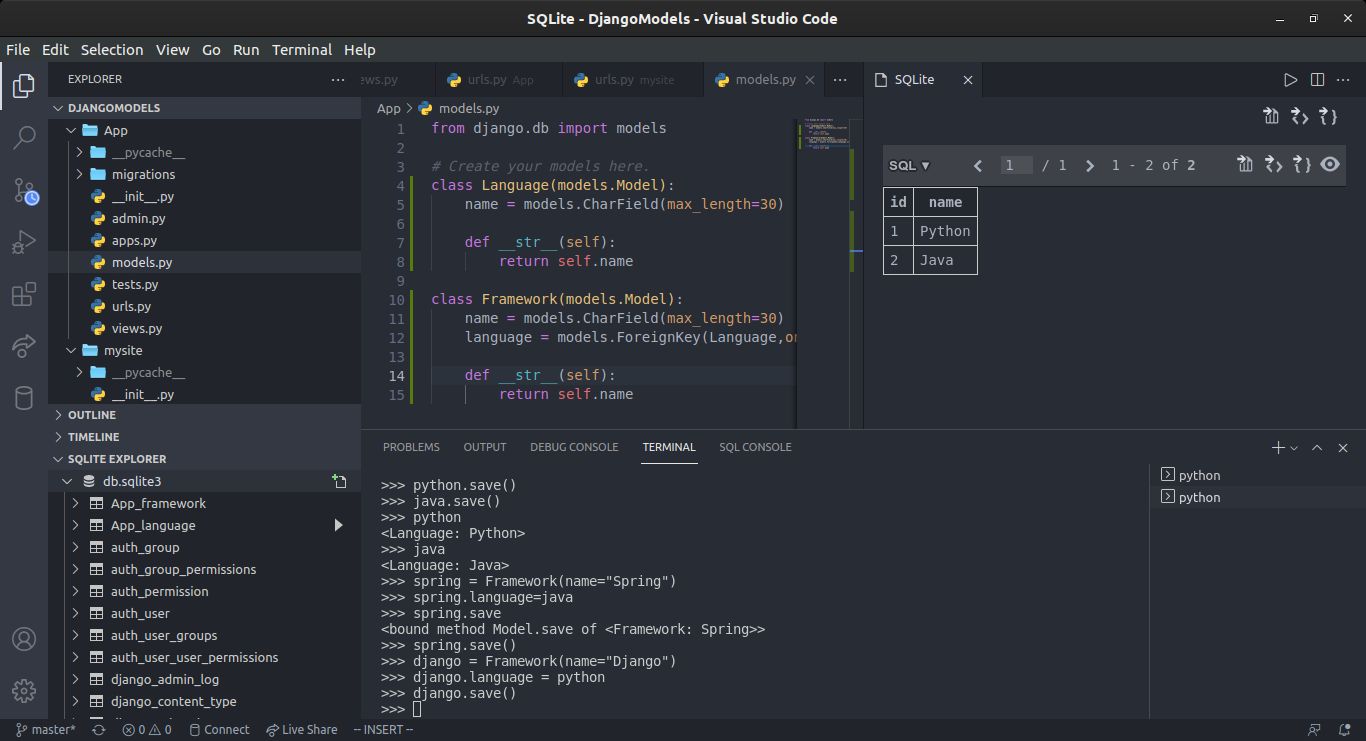 SQLite - DjangoModels - Visual Studio Code
File Edit Selection View Go Run Terminal Help
EXPLORER
DJANGOMODELS
App
__pycache__
migrations
__init__.py
admin.py
apps.py
models.py
tests.py
urls.py
views.py
mysite
__pycache__
__init__.py
OUTLINE
TIMELINE
SQLITE EXPLORER
db.sqlite3
App_framework
App_language
auth_group
auth_group_permissions
auth_permission
auth_user
auth_user_groups
auth_user_user_permissions
django_admin_log
django_content_type
ews.py urls.py App urls.py mysite models.py
App > models.py
1 from django.db import models
2
3 # Create your models here.
4 class Language(models.Model):
5 name = models.CharField(max_length=30)
6
7 def __str__(self):
8 return self.name
9
10 class Framework(models.Model):
11 name = models.CharField(max_length=30)
12 language = models.ForeignKey(Language,on
13
14 def __str__(self):
15 return self.name
SQLite
SQL ▼ < 1 / 1 > 1 - 2 of 2
id name
1 Python
2 Java
PROBLEMS OUTPUT DEBUG CONSOLE TERMINAL SQL CONSOLE
>>> python.save()
>>> java.save()
>>> python
<Language: Python>
>>> java
<Language: Java>
>>> spring = Framework(name="Spring")
>>> spring.language=java
>>> spring.save
<bound method Model.save of <Framework: Spring>>
>>> spring.save()
>>> django = Framework(name="Django")
>>> django.language = python
>>> django.save()
>>>
python
python
master* 0 0 Connect Live Share -- INSERT --